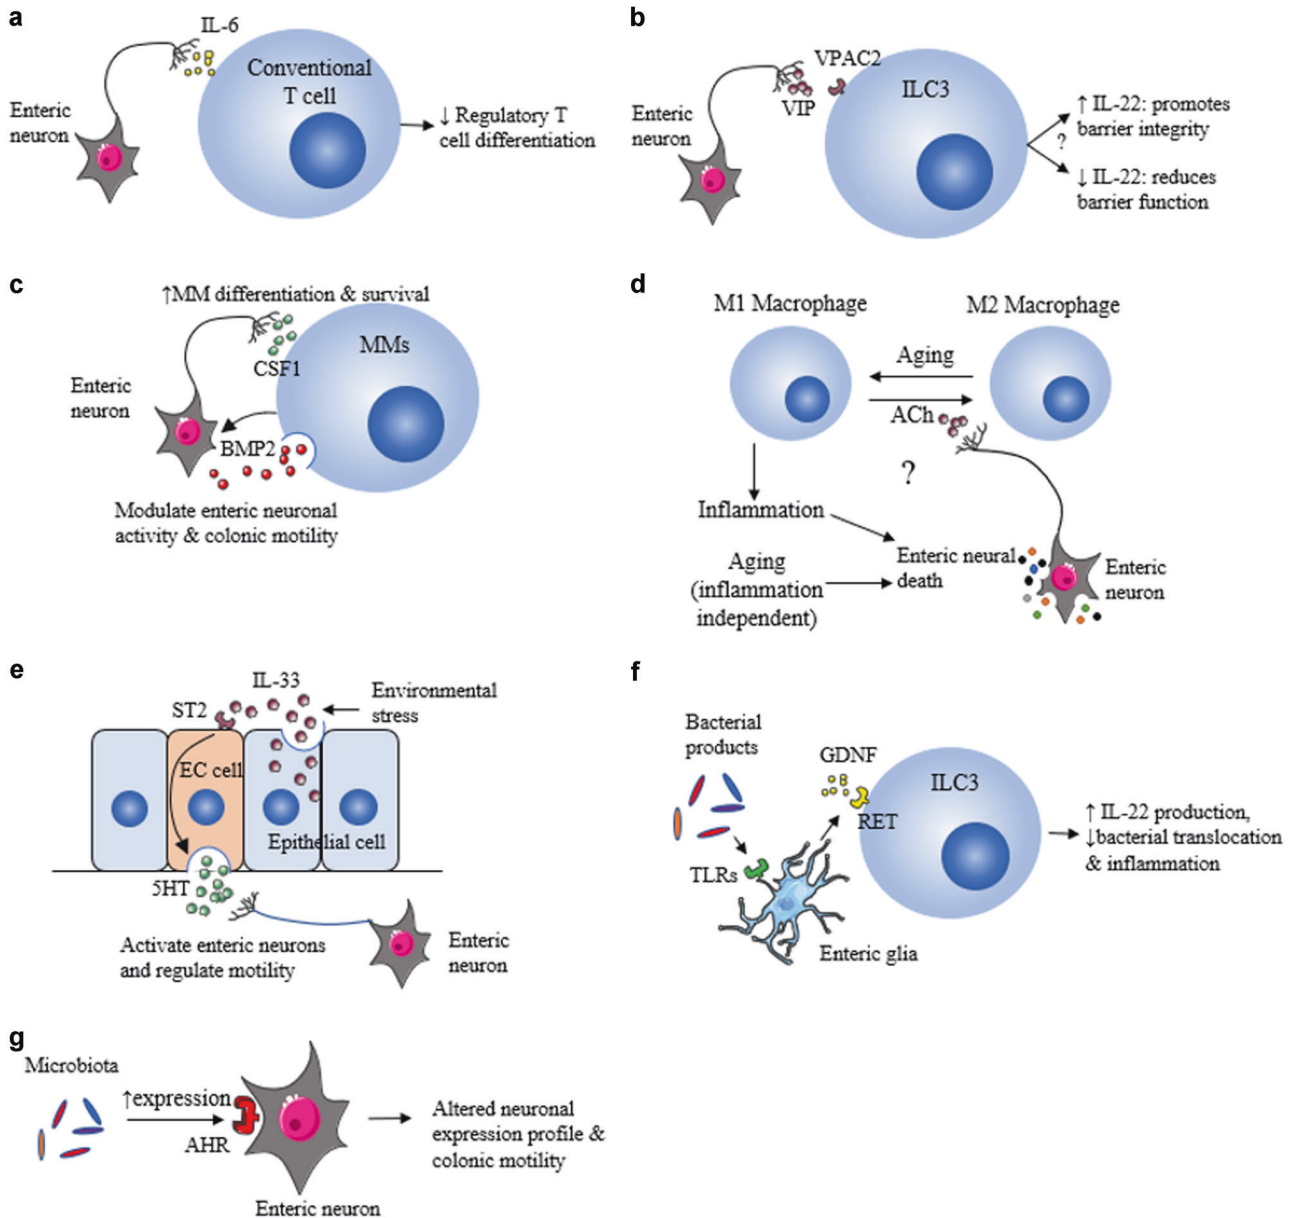 a
IL-6
Conventional
T cell
Enteric
neuron
↓ Regulatory T
cell differentiation
b
VPAC2
VIP
ILC3
Enteric
neuron
↑ IL-22: promotes
barrier integrity
?
↓ IL-22: reduces
barrier function
c
↑MM differentiation & survival
MMs
CSF1
Enteric
neuron
BMP2
Modulate enteric neuronal
activity & colonic motility
d
M1 Macrophage
M2 Macrophage
Aging
ACh
?
Inflammation
Enteric neural
death
Aging
(inflammation
independent)
Enteric
neuron
e
IL-33
ST2
Environmental
stress
EC cell
Epithelial cell
5HT
Activate enteric neurons
and regulate motility
Enteric
neuron
f
Bacterial
products
GDNF
ILC3
RET
TLRs
Enteric glia
↑ IL-22 production,
↓bacterial translocation
& inflammation
g
Microbiota
↑expression
AHR
Altered neuronal
expression profile &
colonic motility
Enteric neuron